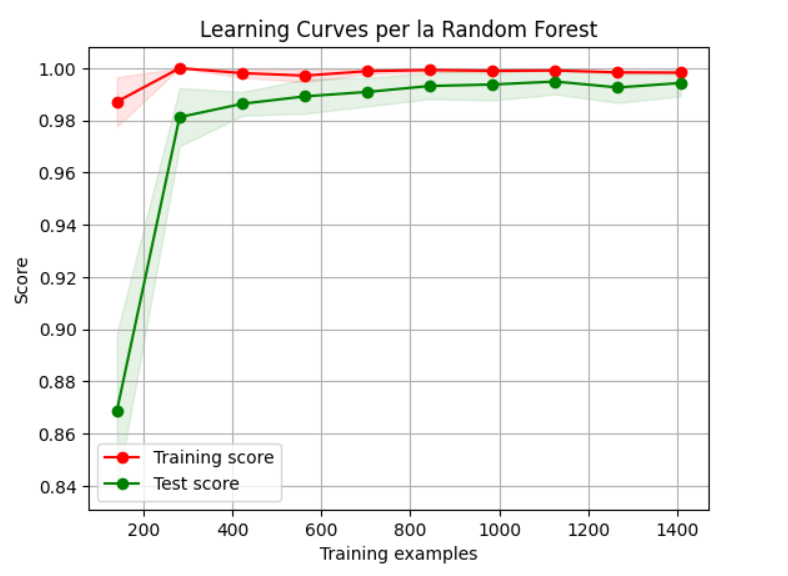 Learning Curves per la Random Forest
1.00
0.98
0.96
0.94
0.92
0.90
0.88
0.86
0.84
Score
Training score
Test score
200 400 600 800 1000 1200 1400
Training examples